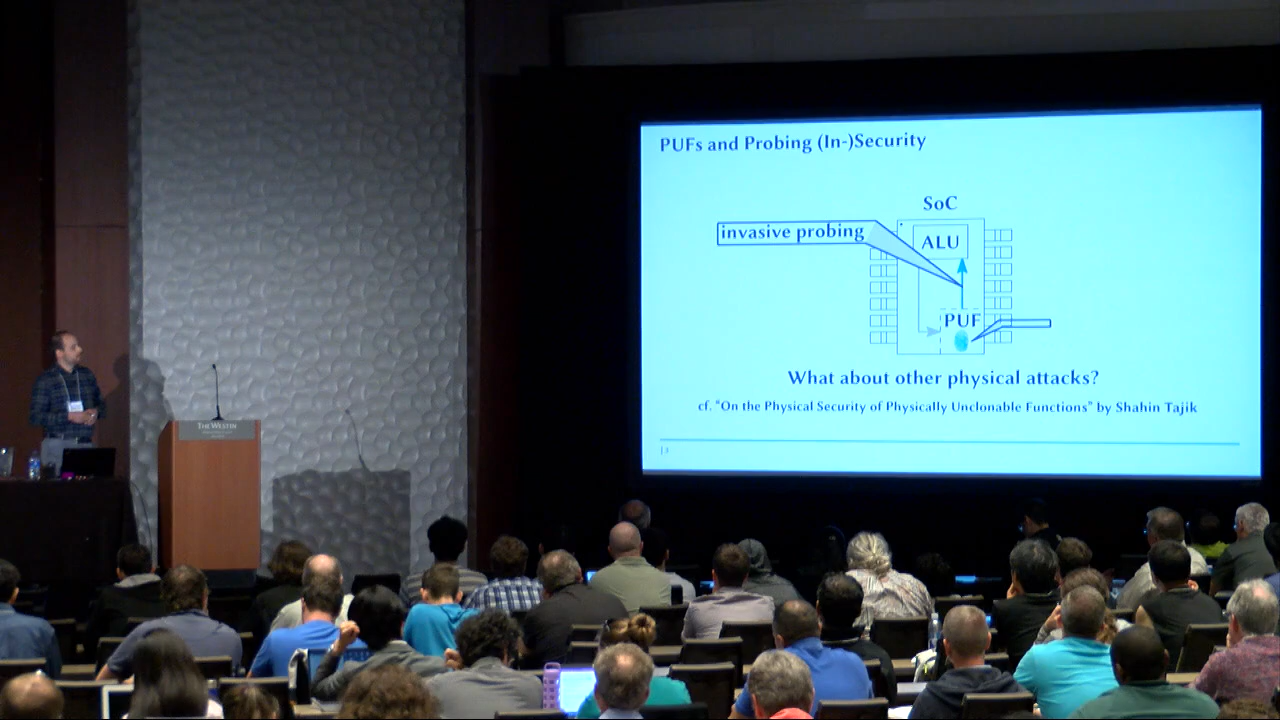 PUFs and Probing (In-)Security
SoC
invasive probing
ALU
PUF
What about other physical attacks?
cf. "On the Physical Security of Physically Unclonable Functions" by Shahin Tajik
THE WESTIN